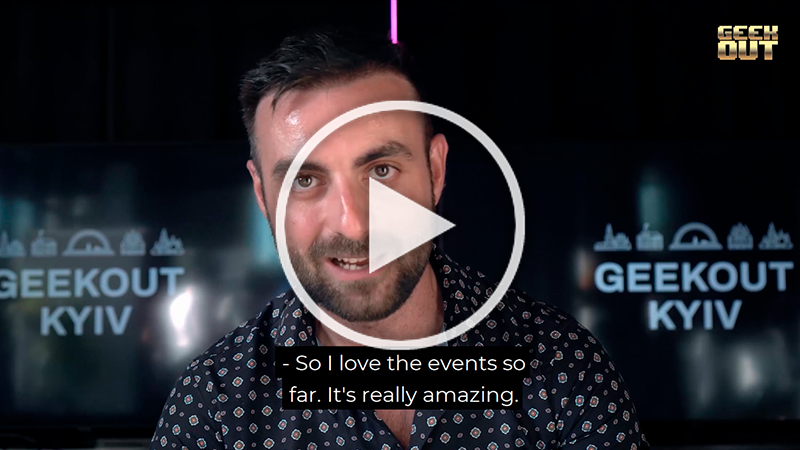 GEEK
OUT
GEEKOUT
KYIV
GEEKOUT
KYIV
- So I love the events so
far. It's really amazing.